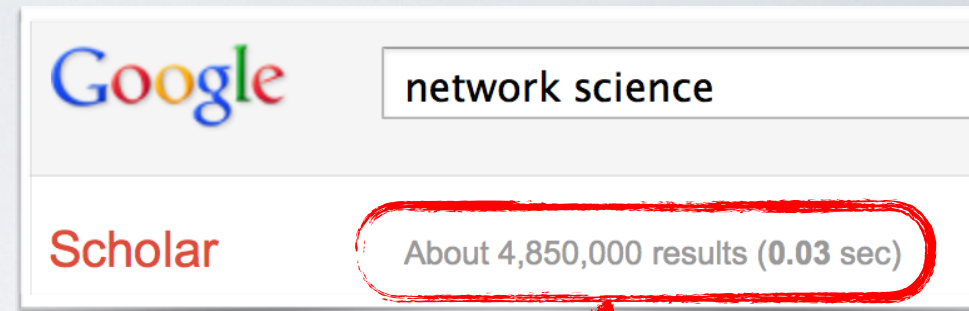 Google
network science
Scholar
About 4,850,000 results (0.03 sec)